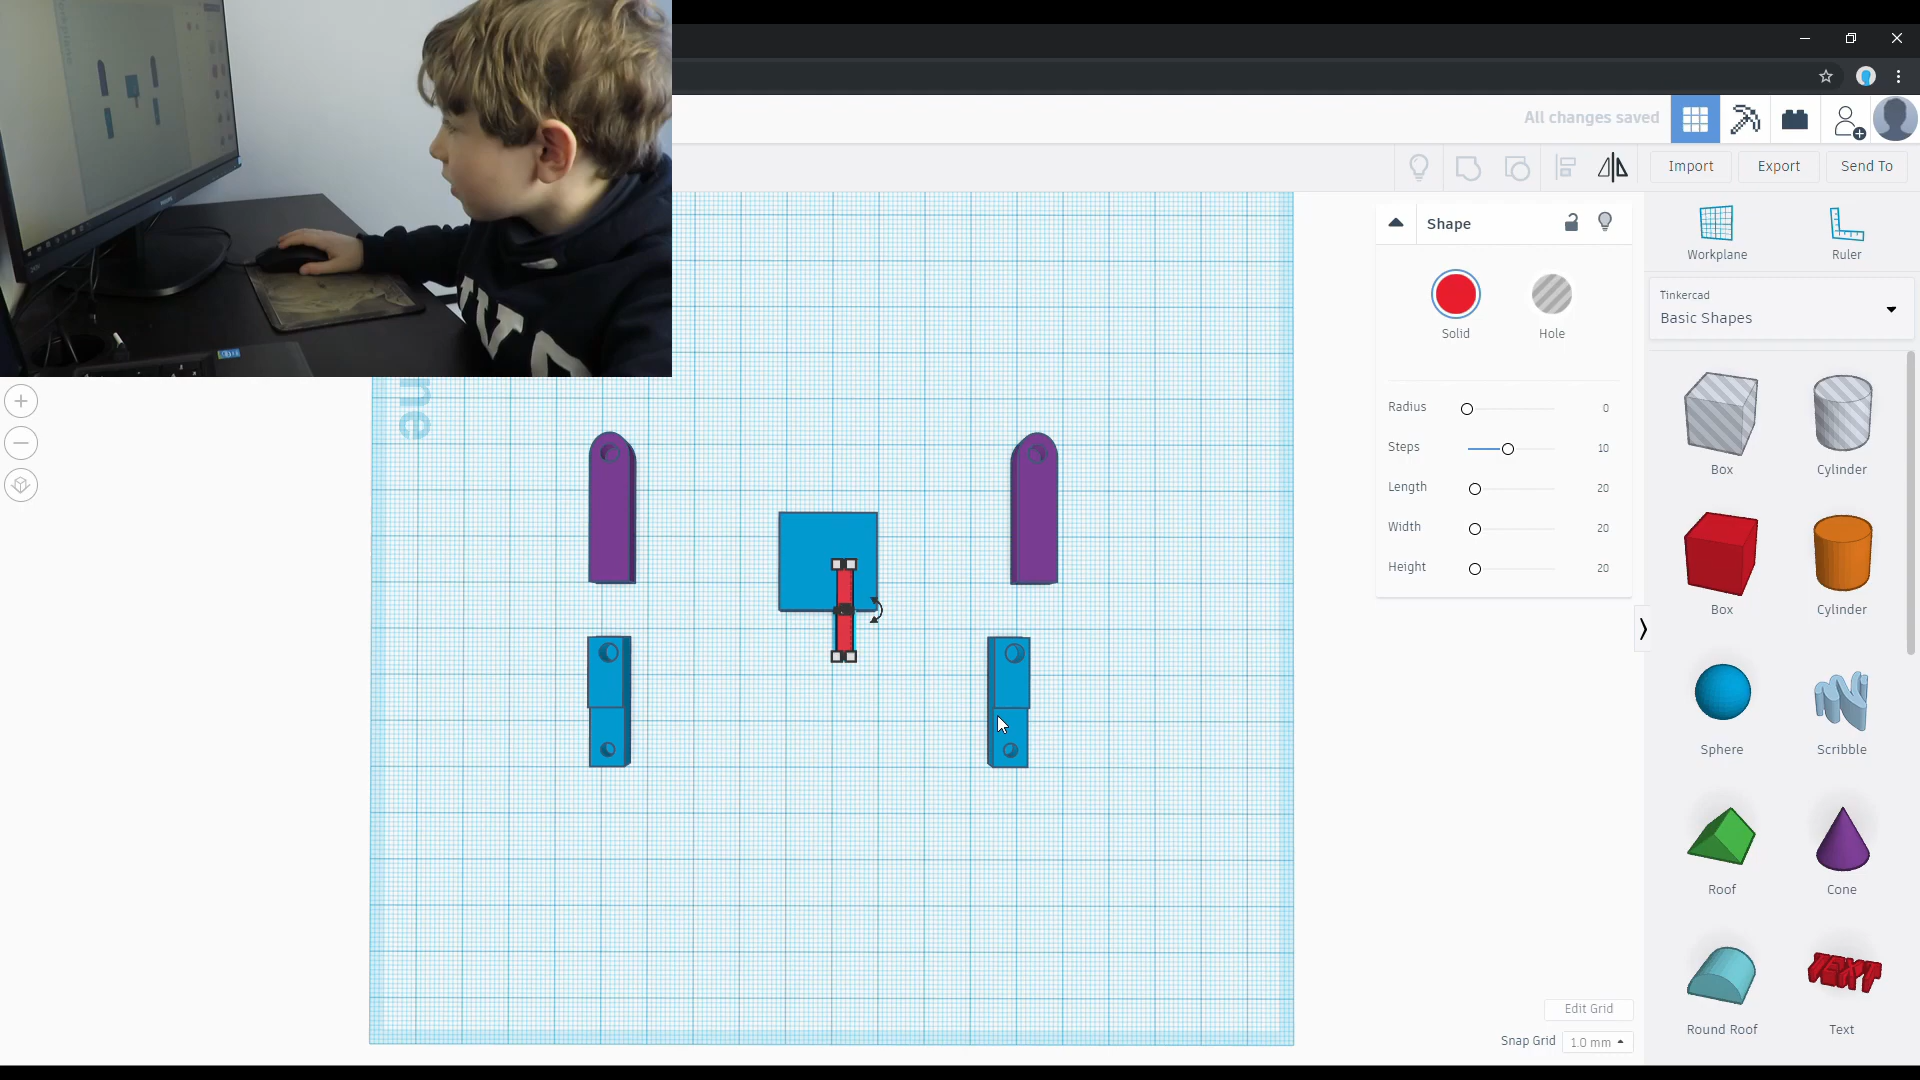 All changes saved
Import
Export
Send To
Shape
Solid
Hole
Radius 0
Steps 10
Length 20
Width 20
Height 20
Workplane
Ruler
Tinkercad
Basic Shapes
Box
Cylinder
Box
Cylinder
Sphere
Scribble
Roof
Cone
Round Roof
Text
TEXT
ne
Edit Grid
Snap Grid 1.0 mm